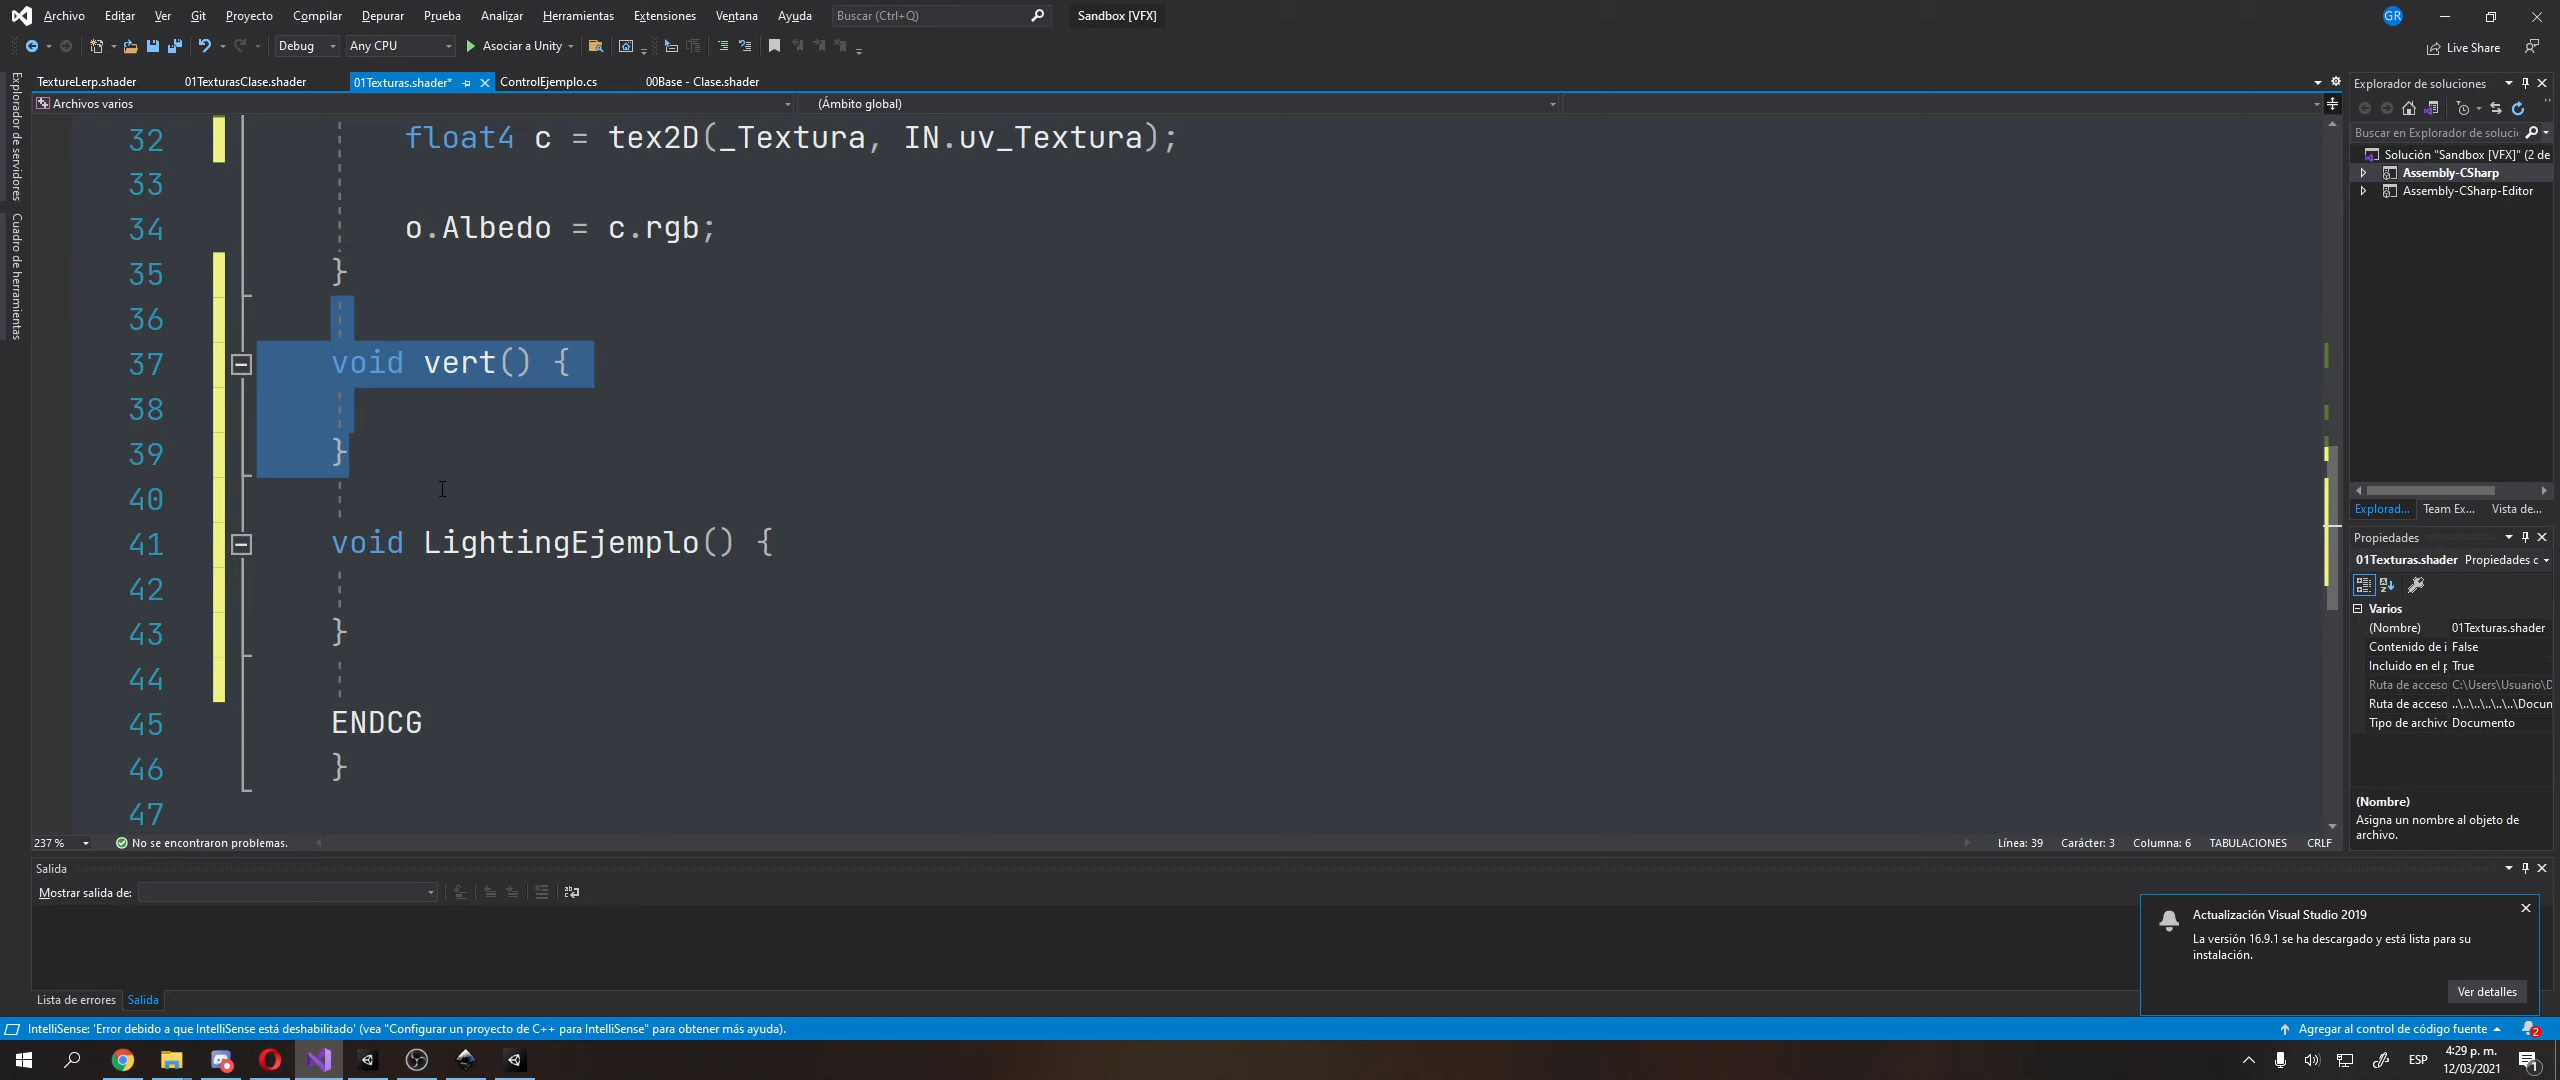 Archivo Editar Ver Git Proyecto Compilar Depurar Prueba Analizar Herramientas Extensiones Ventana Ayuda Buscar (Ctrl+Q) Sandbox [VFX] GR
Debug Any CPU Asociar a Unity Live Share
TextureLerp.shader 01TexturasClase.shader 01Texturas.shader* ControlEjemplo.cs 00Base - Clase.shader
Archivos varios (Ámbito global)
Explorador de servidores
Cuadro de herramientas
32 float4 c = tex2D(_Textura, IN.uv_Textura);
33
34 o.Albedo = c.rgb;
35 }
36
37 void vert() {
38
39 }
40
41 void LightingEjemplo() {
42
43 }
44
45 ENDCG
46 }
47
237 % No se encontraron problemas. Línea: 39 Carácter: 3 Columna: 6 TABULACIONES CRLF
Explorador de soluciones
Buscar en Explorador de soluci
Solución "Sandbox [VFX]" (2 de
Assembly-CSharp
Assembly-CSharp-Editor
Explorad... Team Ex... Vista de...
Propiedades
01Texturas.shader Propiedades c
Varios
(Nombre) 01Texturas.shader
Contenido de i False
Incluido en el p True
Ruta de acceso C:\Users\Usuario\D
Ruta de acceso ..\..\..\..\..\Docun
Tipo de archivo Documento
(Nombre)
Asigna un nombre al objeto de
archivo.
Salida
Mostrar salida de:
Actualización Visual Studio 2019
La versión 16.9.1 se ha descargado y está lista para su
instalación.
Ver detalles
Lista de errores Salida
IntelliSense: 'Error debido a que IntelliSense está deshabilitado' (vea "Configurar un proyecto de C++ para IntelliSense" para obtener más ayuda). Agregar al control de código fuente 2
ESP 4:29 p. m.
12/03/2021 1